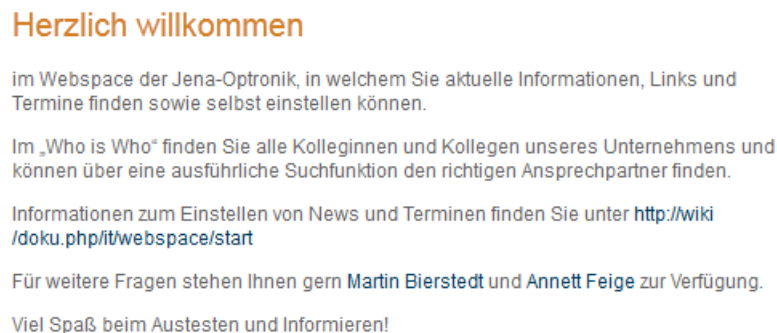 Herzlich willkommen
im Webspace der Jena-Optronik, in welchem Sie aktuelle Informationen, Links und
Termine finden sowie selbst einstellen können.
Im „Who is Who“ finden Sie alle Kolleginnen und Kollegen unseres Unternehmens und
können über eine ausführliche Suchfunktion den richtigen Ansprechpartner finden.
Informationen zum Einstellen von News und Terminen finden Sie unter http://wiki
/doku.php/it/webspace/start
Für weitere Fragen stehen Ihnen gern Martin Bierstedt und Annett Feige zur Verfügung.
Viel Spaß beim Austesten und Informieren!